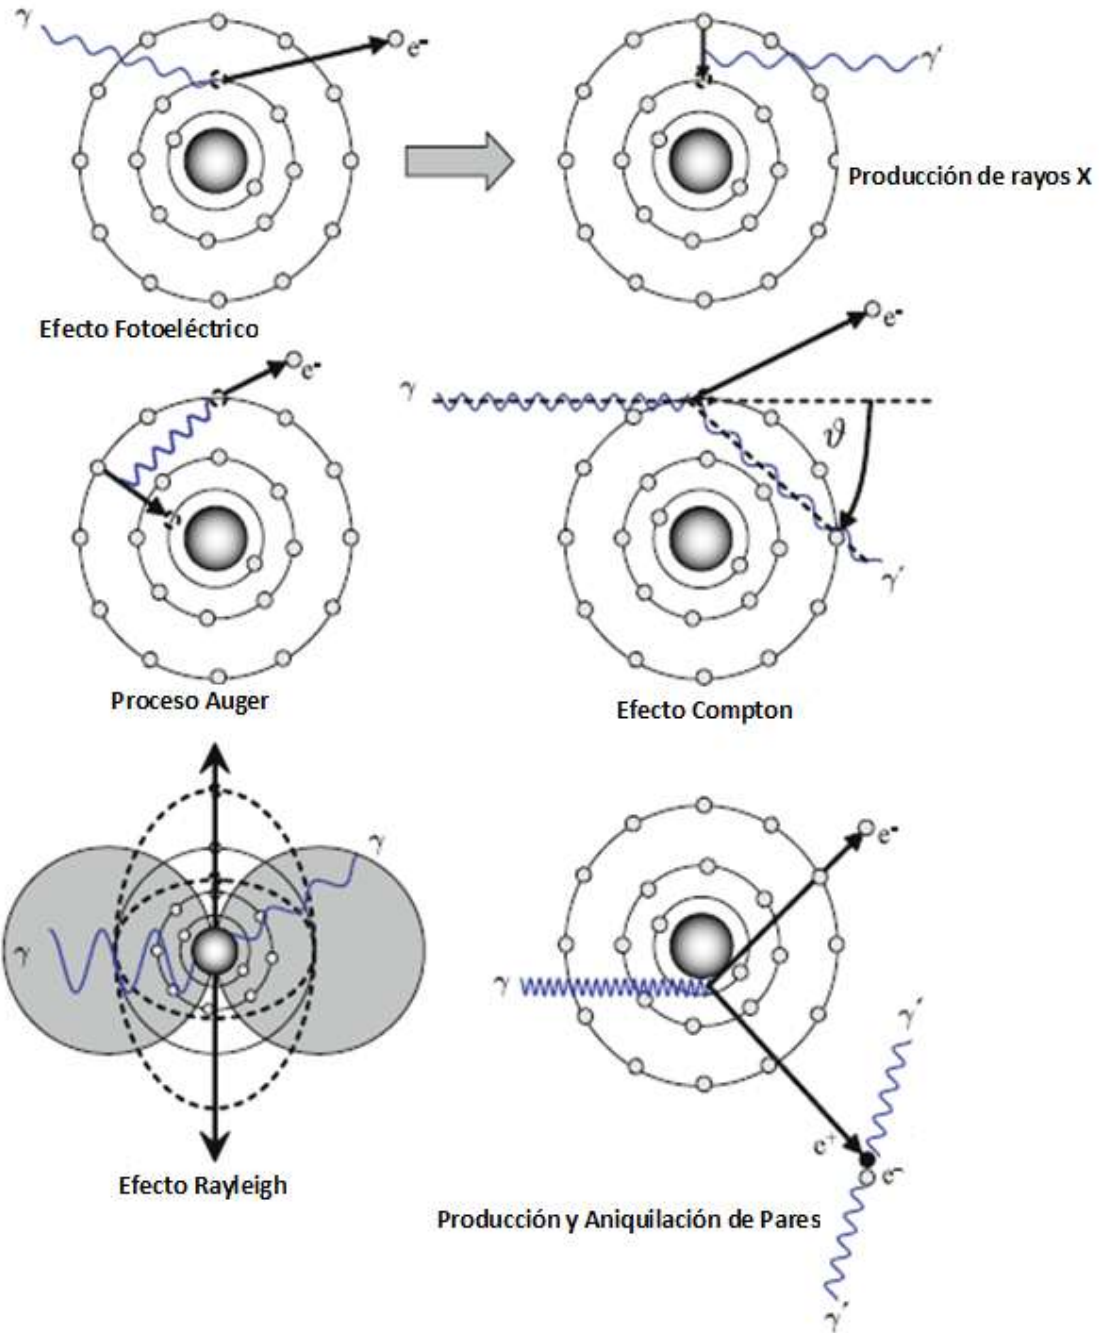 γ
e-
γ'
Producción de rayos X
Efecto Fotoeléctrico
e-
Proceso Auger
γ
e-
ϑ
γ'
Efecto Compton
γ
γ
Efecto Rayleigh
γ
e-
γ'
e+
e-
γ'
Producción y Aniquilación de Pares